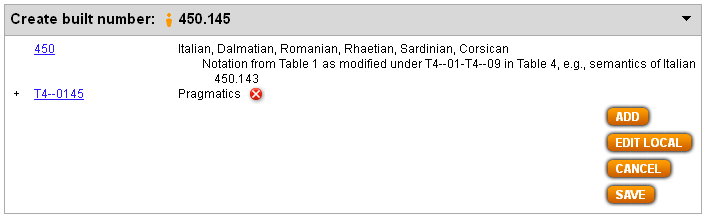 Create built number: 450.145
450 Italian, Dalmatian, Romanian, Rhaetian, Sardinian, Corsican
Notation from Table 1 as modified under T4--01-T4--09 in Table 4, e.g., semantics of Italian
450.143
+ T4--0145 Pragmatics
ADD
EDIT LOCAL
CANCEL
SAVE